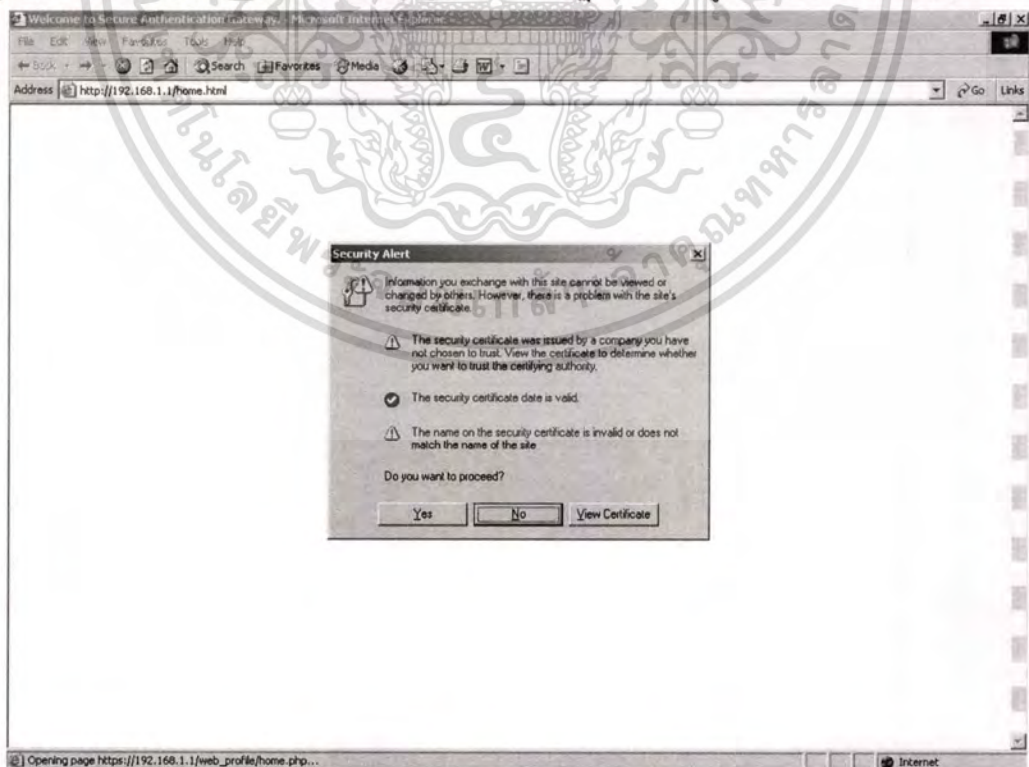 Welcome to Secure Authentication Gateway. - Microsoft Internet Explorer
File Edit View Favorites Tools Help
Back Search Favorites Media
Address http://192.168.1.1/home.html Go Links
Security Alert
Information you exchange with this site cannot be viewed or
changed by others. However, there is a problem with the site's
security certificate.
The security certificate was issued by a company you have
not chosen to trust. View the certificate to determine whether
you want to trust the certifying authority.
The security certificate date is valid.
The name on the security certificate is invalid or does not
match the name of the site
Do you want to proceed?
Yes No View Certificate
Opening page https://192.168.1.1/web_profile/home.php... Internet